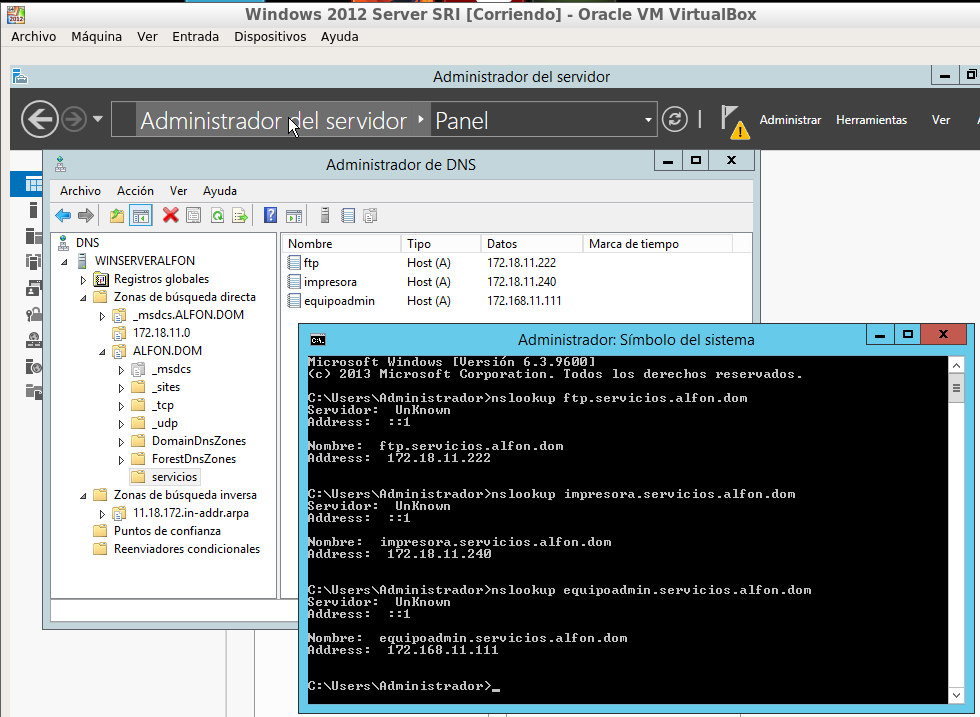 Windows 2012 Server SRI [Corriendo] - Oracle VM VirtualBox
Archivo Máquina Ver Entrada Dispositivos Ayuda
Administrador del servidor
Administrador del servidor Panel
Administrar Herramientas Ver
Administrador de DNS
Archivo Acción Ver Ayuda
DNS
WINSERVERALFON
Registros globales
Zonas de búsqueda directa
_msdcs.ALFON.DOM
172.18.11.0
ALFON.DOM
_msdcs
_sites
_tcp
_udp
DomainDnsZones
ForestDnsZones
servicios
Zonas de búsqueda inversa
11.18.172.in-addr.arpa
Puntos de confianza
Reenviadores condicionales
Nombre Tipo Datos Marca de tiempo
ftp Host (A) 172.18.11.222
impresora Host (A) 172.18.11.240
equipoadmin Host (A) 172.168.11.111
Administrador: Símbolo del sistema
Microsoft Windows [Versión 6.3.9600]
(c) 2013 Microsoft Corporation. Todos los derechos reservados.
C:\Users\Administrador>nslookup ftp.servicios.alfon.dom
Servidor: UnKnown
Address: ::1
Nombre: ftp.servicios.alfon.dom
Address: 172.18.11.222
C:\Users\Administrador>nslookup impresora.servicios.alfon.dom
Servidor: UnKnown
Address: ::1
Nombre: impresora.servicios.alfon.dom
Address: 172.18.11.240
C:\Users\Administrador>nslookup equipoadmin.servicios.alfon.dom
Servidor: UnKnown
Address: ::1
Nombre: equipoadmin.servicios.alfon.dom
Address: 172.168.11.111
C:\Users\Administrador>_